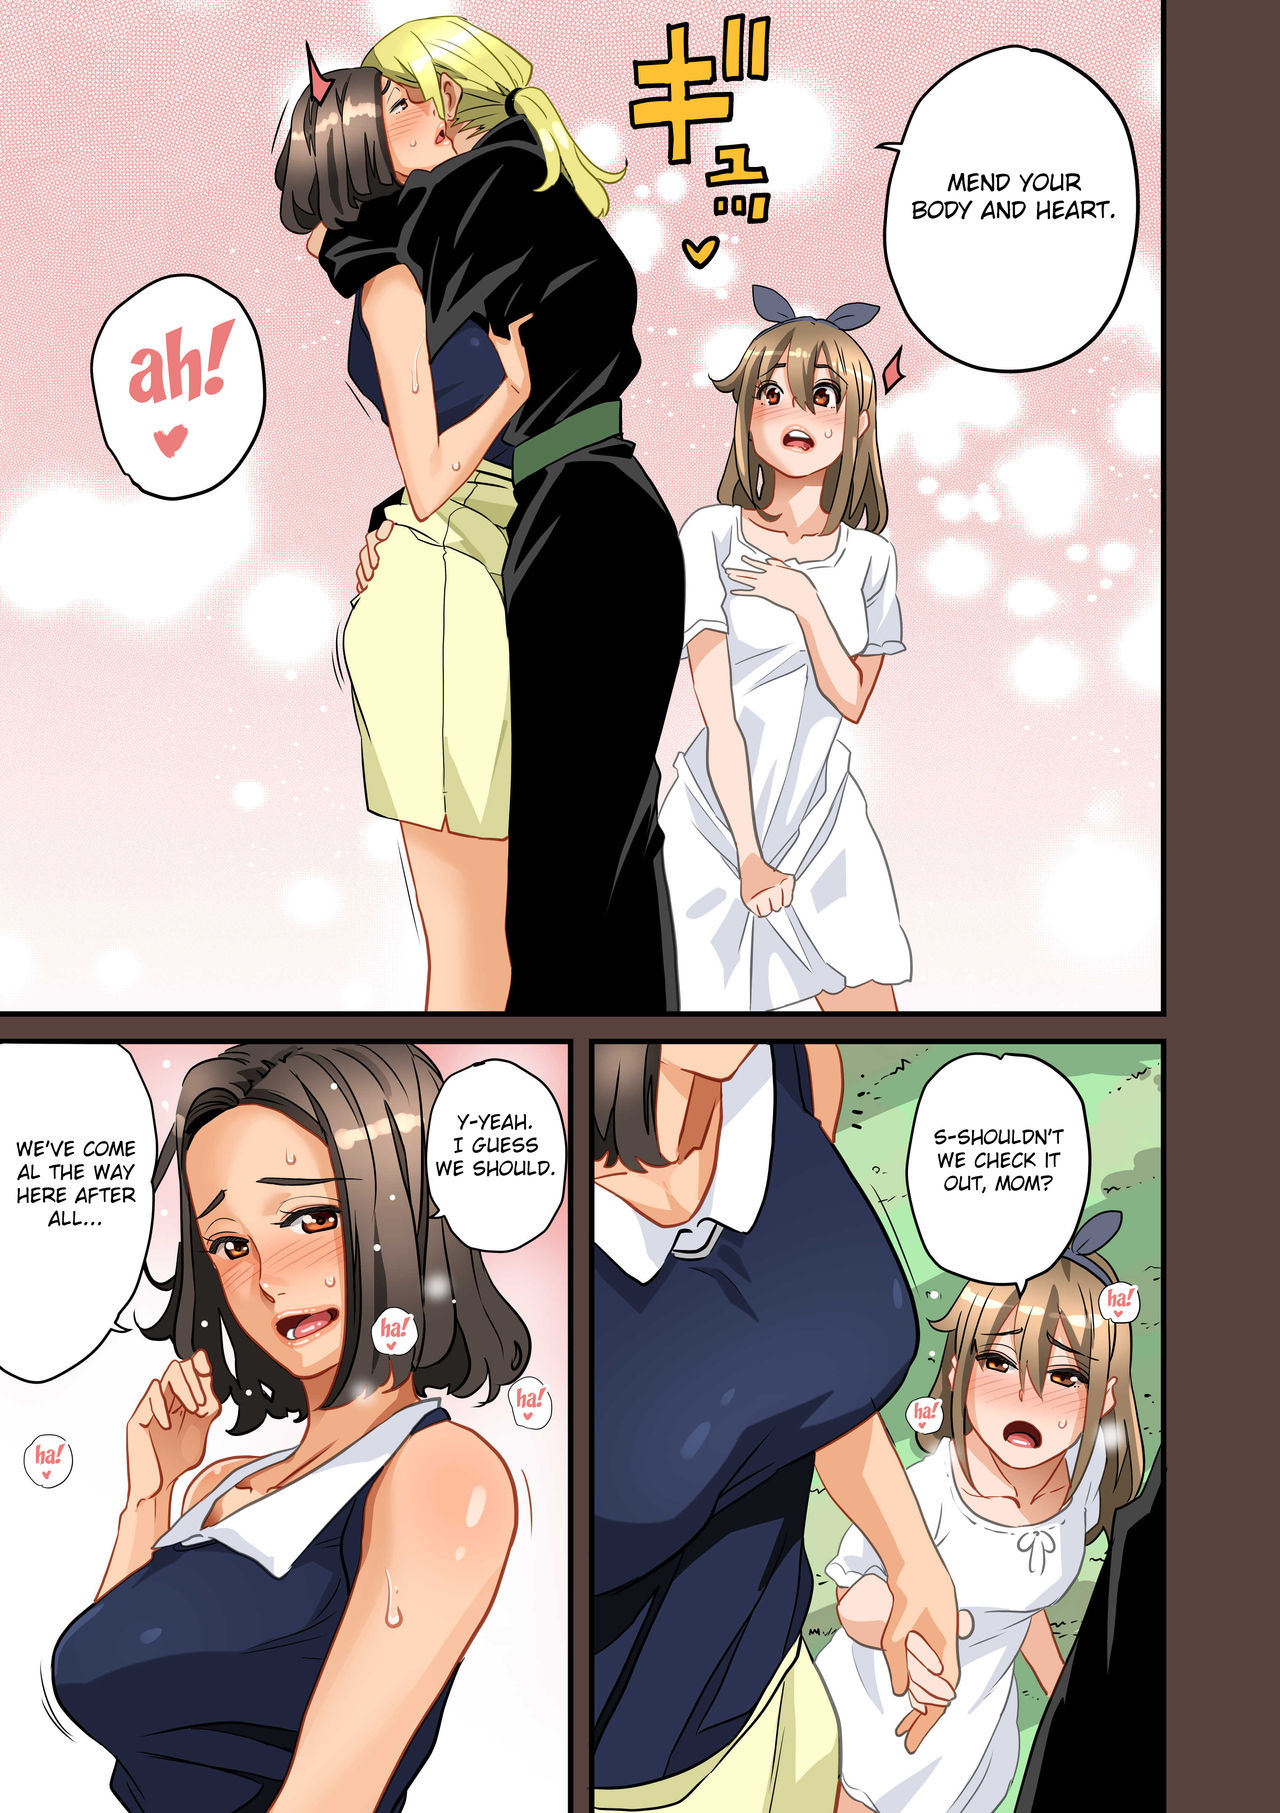 MEND YOUR
BODY AND HEART.
ギュッ…
ah!
S-SHOULDN'T
WE CHECK IT
OUT, MOM?
ha!
ha!
Y-YEAH.
I GUESS
WE SHOULD.
WE'VE COME
AL THE WAY
HERE AFTER
ALL...
ha!
ha!
ha!